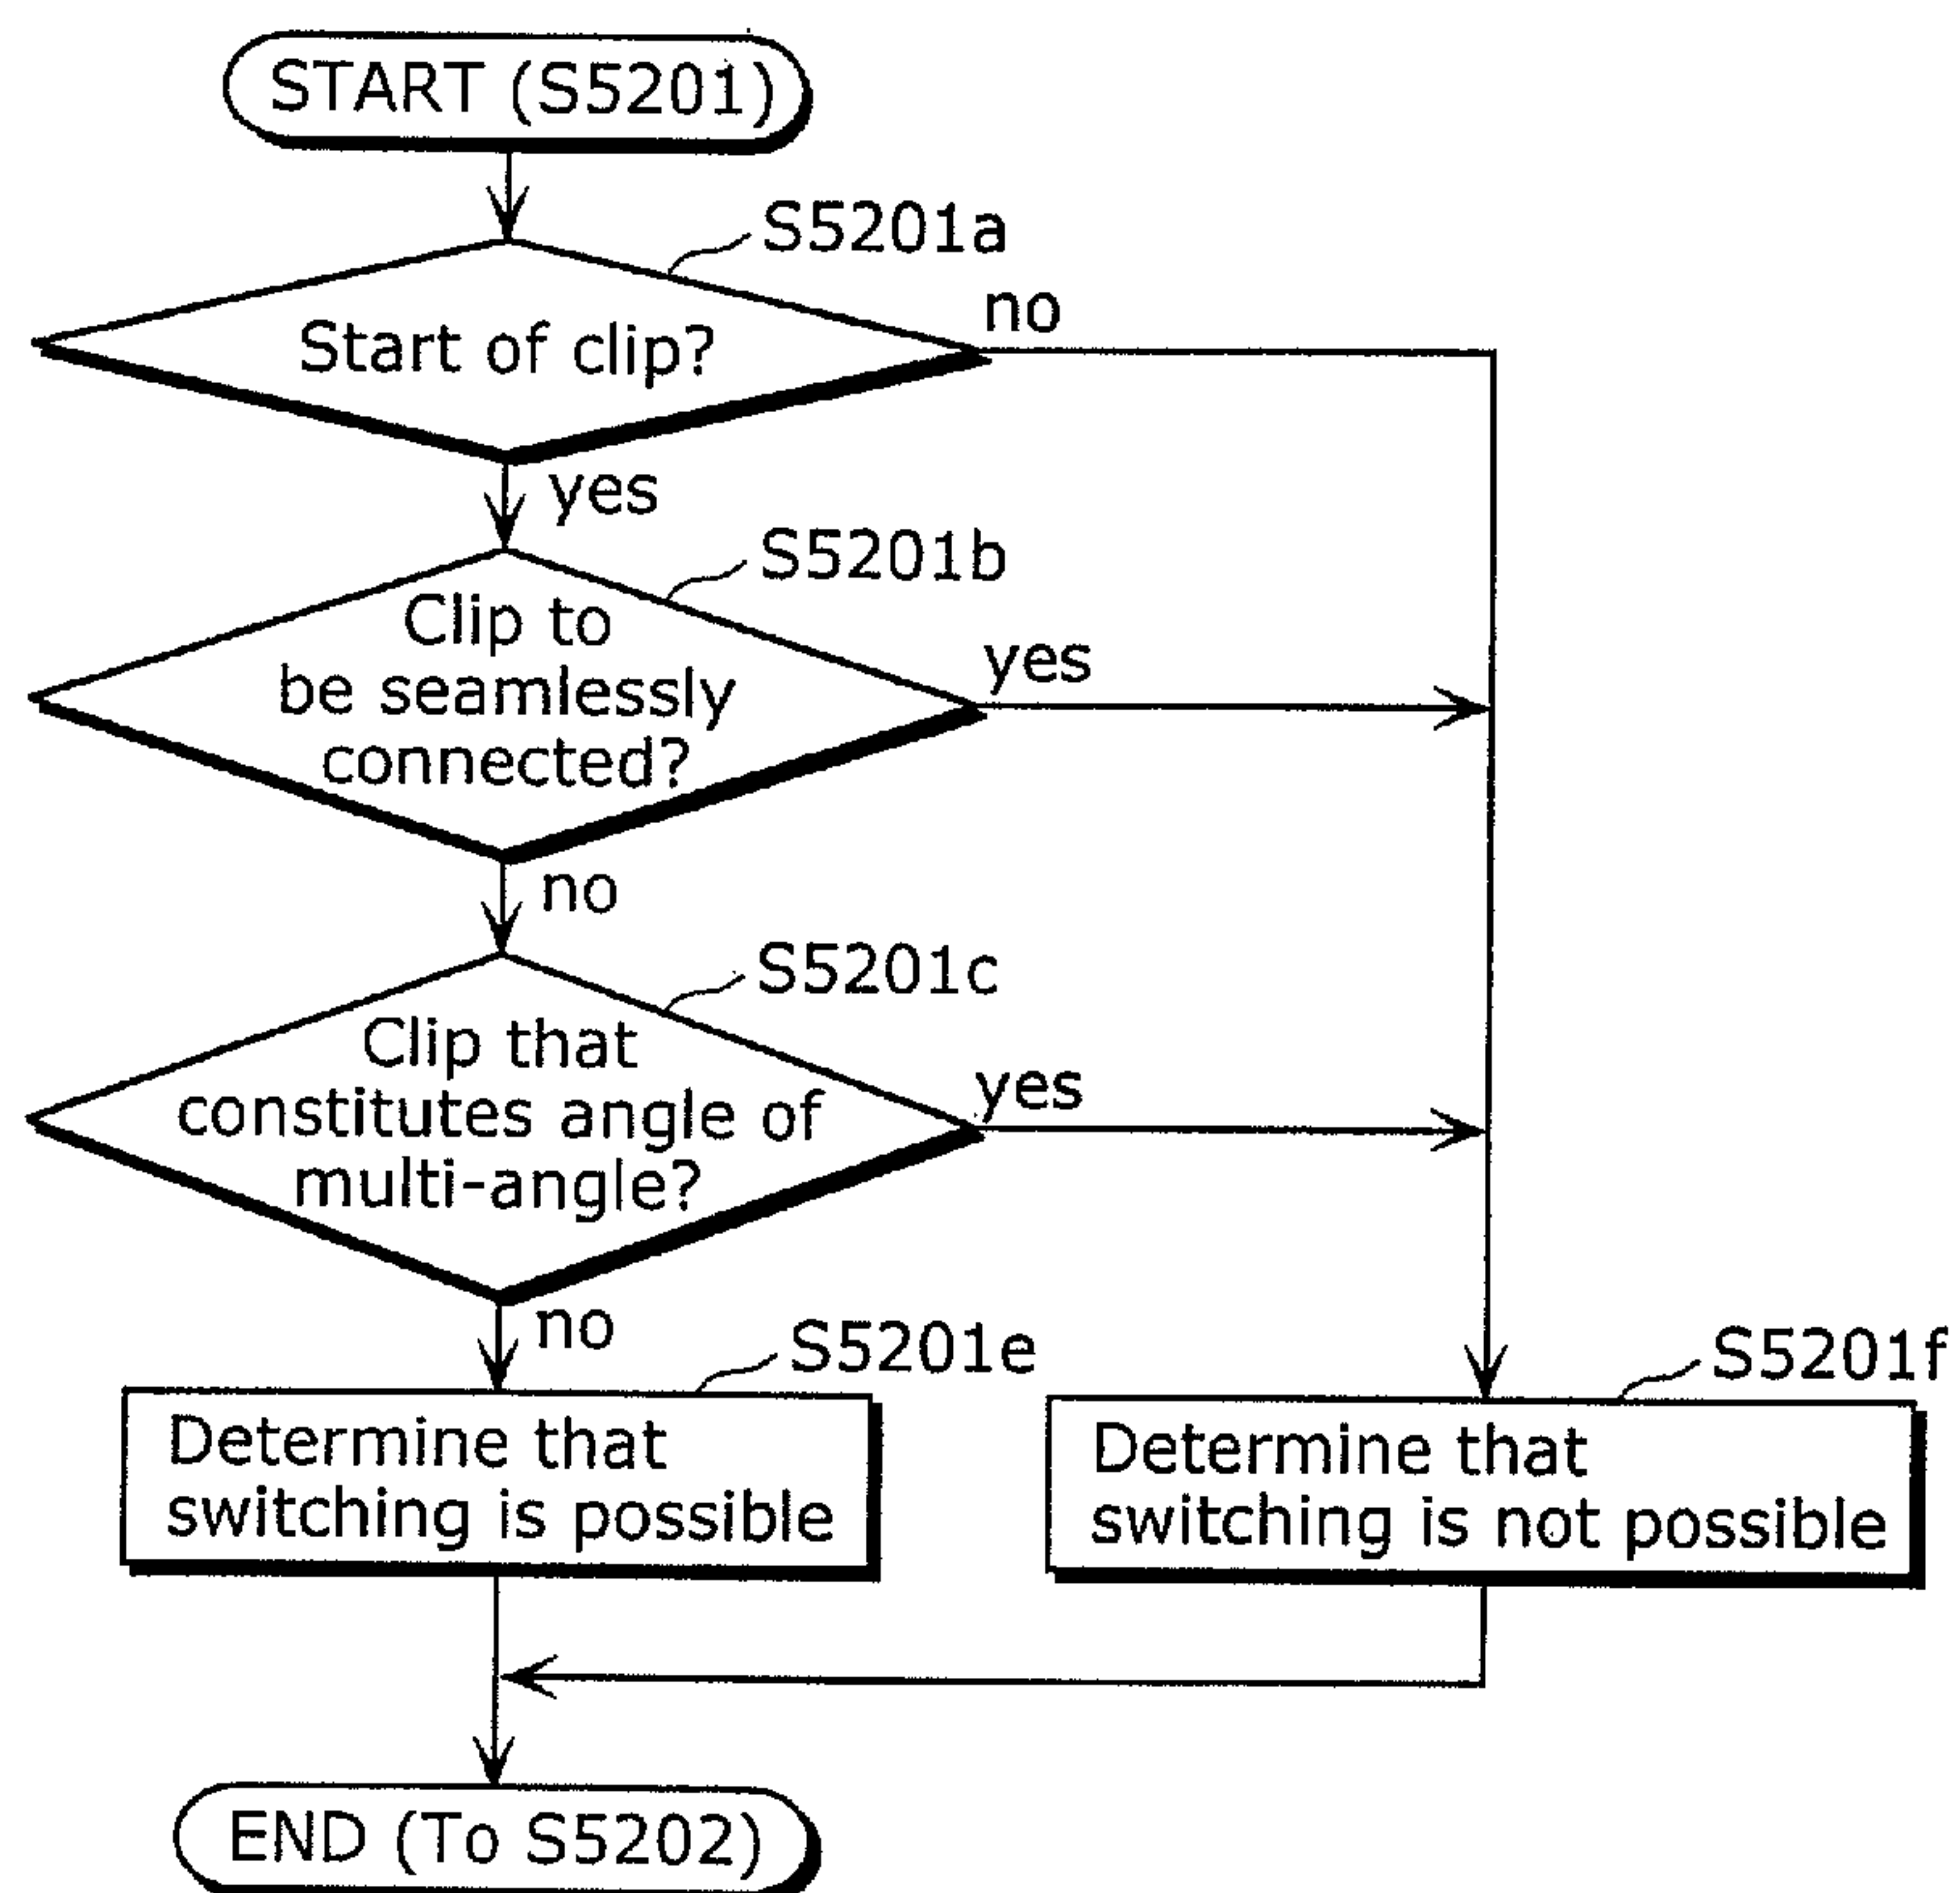 START (S5201)
S5201a
Start of clip?
no
yes
S5201b
Clip to
be seamlessly
connected?
yes
no
S5201c
Clip that
constitutes angle of
multi-angle?
yes
no
S5201e
Determine that
switching is possible
S5201f
Determine that
switching is not possible
END (To S5202)